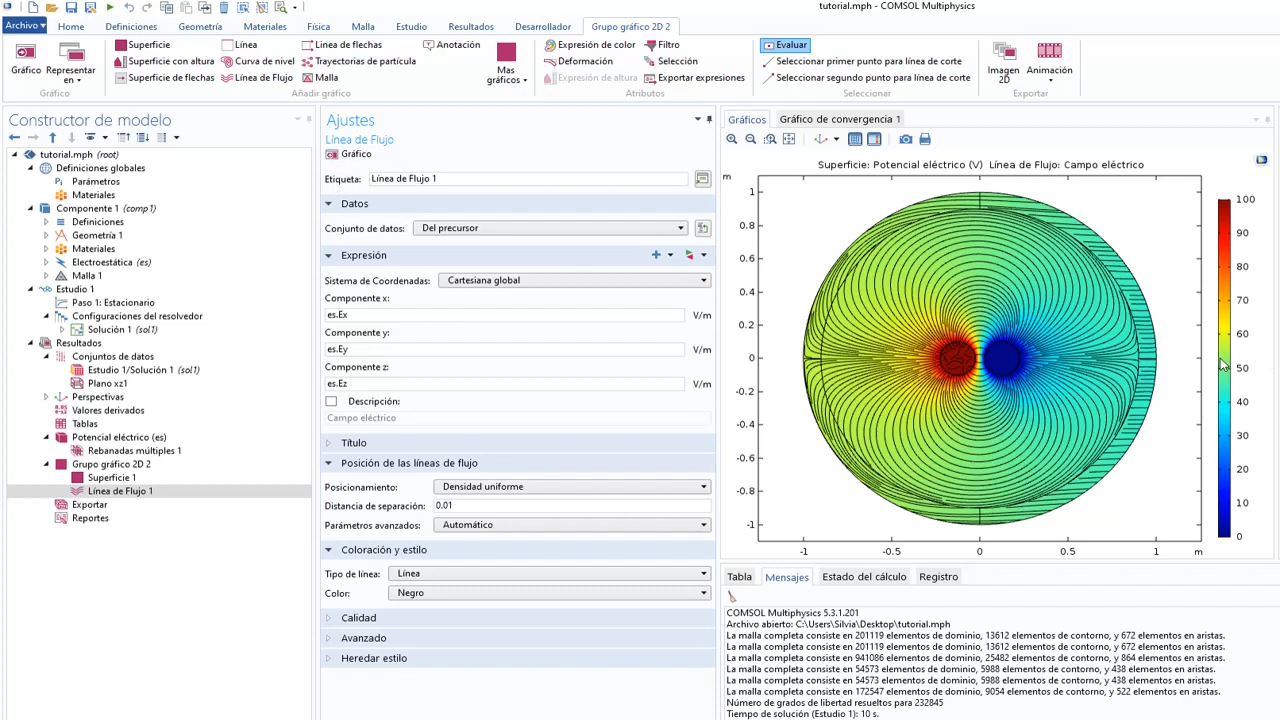 tutorial.mph - COMSOL Multiphysics
Archivo Home Definiciones Geometría Materiales Física Malla Estudio Resultados Desarrollador Grupo gráfico 2D 2
Gráfico
Representar en
Gráfico
Superficie
Superficie con altura
Superficie de flechas
Línea
Curva de nivel
Línea de Flujo
Linea de flechas
Trayectorias de partícula
Malla
Anotación
Mas gráficos
Añadir gráfico
Expresión de color
Deformación
Expresión de altura
Filtro
Selección
Exportar expresiones
Atributos
Evaluar
Seleccionar primer punto para línea de corte
Seleccionar segundo punto para línea de corte
Seleccionar
Imagen 2D
Animación
Exportar
Constructor de modelo
tutorial.mph (root)
Definiciones globales
Parámetros
Materiales
Componente 1 (comp1)
Definiciones
Geometría 1
Materiales
Electroestática (es)
Malla 1
Estudio 1
Paso 1: Estacionario
Configuraciones del resolvedor
Solución 1 (sol1)
Resultados
Conjuntos de datos
Estudio 1/Solución 1 (sol1)
Plano xz1
Perspectivas
Valores derivados
Tablas
Potencial eléctrico (es)
Rebanadas múltiples 1
Grupo gráfico 2D 2
Superficie 1
Línea de Flujo 1
Exportar
Reportes
Ajustes
Línea de Flujo
Gráfico
Etiqueta: Línea de Flujo 1
Datos
Conjunto de datos: Del precursor
Expresión
Sistema de Coordenadas: Cartesiana global
Componente x:
es.Ex V/m
Componente y:
es.Ey V/m
Componente z:
es.Ez V/m
Descripción:
Campo eléctrico
Título
Posición de las líneas de flujo
Posicionamiento: Densidad uniforme
Distancia de separación: 0.01
Parámetros avanzados: Automático
Coloración y estilo
Tipo de línea: Línea
Color: Negro
Calidad
Avanzado
Heredar estilo
Gráficos Gráfico de convergencia 1
Superficie: Potencial eléctrico (V) Línea de Flujo: Campo eléctrico
m
1
0.8
0.6
0.4
0.2
0
-0.2
-0.4
-0.6
-0.8
-1
-1 -0.5 0 0.5 1 m
100
90
80
70
60
50
40
30
20
10
0
Tabla Mensajes Estado del cálculo Registro
COMSOL Multiphysics 5.3.1.201
Archivo abierto: C:\Users\Silvia\Desktop\tutorial.mph
La malla completa consiste en 201119 elementos de dominio, 13612 elementos de contorno, y 672 elementos en aristas.
La malla completa consiste en 201119 elementos de dominio, 13612 elementos de contorno, y 672 elementos en aristas.
La malla completa consiste en 941086 elementos de dominio, 25482 elementos de contorno, y 864 elementos en aristas.
La malla completa consiste en 54573 elementos de dominio, 5988 elementos de contorno, y 438 elementos en aristas.
La malla completa consiste en 54573 elementos de dominio, 5988 elementos de contorno, y 438 elementos en aristas.
La malla completa consiste en 172547 elementos de dominio, 9054 elementos de contorno, y 522 elementos en aristas.
Número de grados de libertad resueltos para 232845
Tiempo de solución (Estudio 1): 10 s.